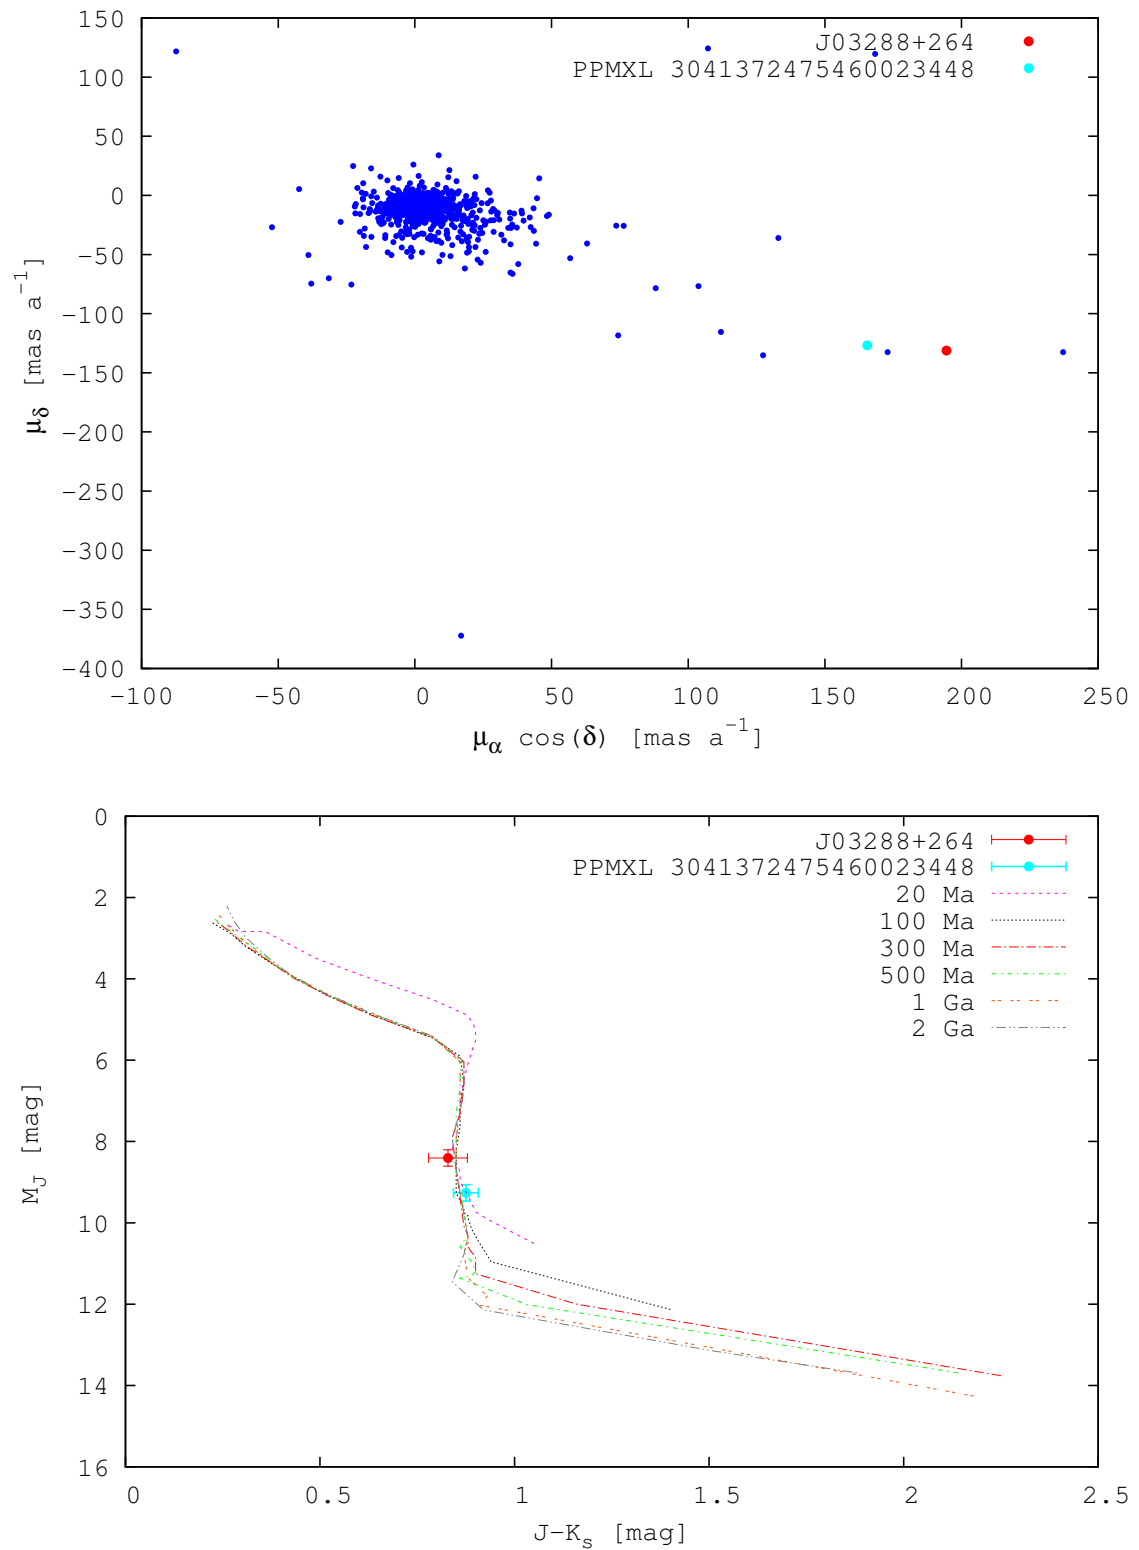 150
100
50
0
−50
−100
−150
−200
−250
−300
−350
−400
−100
−50
0
50
100
150
200
250
μδ [mas a−1]
μα cos(δ) [mas a−1]
J03288+264
PPMXL 3041372475460023448
0
2
4
6
8
10
12
14
16
0
0.5
1
1.5
2
2.5
MJ [mag]
J−Ks [mag]
J03288+264
PPMXL 3041372475460023448
20 Ma
100 Ma
300 Ma
500 Ma
1 Ga
2 Ga